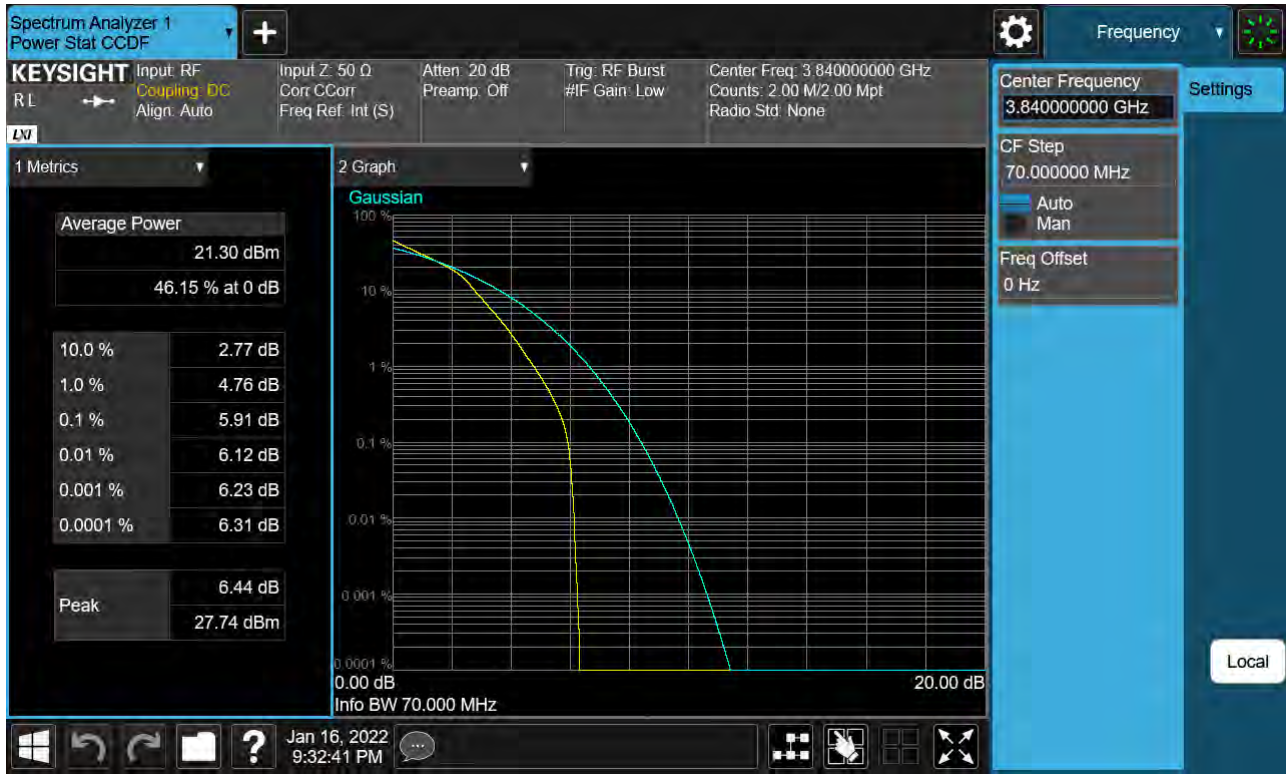 Spectrum Analyzer 1
Power Stat CCDF
Frequency
KEYSIGHT
RL
LXI
Input: RF
Coupling: DC
Align: Auto
Input Z: 50 Ω
Corr CCorr
Freq Ref: Int (S)
Atten: 20 dB
Preamp: Off
Trig: RF Burst
#IF Gain: Low
Center Freq: 3.840000000 GHz
Counts: 2.00 M/2.00 Mpt
Radio Std: None
1 Metrics
Average Power
21.30 dBm
46.15 % at 0 dB
10.0 % 2.77 dB
1.0 % 4.76 dB
0.1 % 5.91 dB
0.01 % 6.12 dB
0.001 % 6.23 dB
0.0001 % 6.31 dB
Peak
6.44 dB
27.74 dBm
2 Graph
Gaussian
100 %
10 %
1 %
0.1 %
0.01 %
0.001 %
0.0001 %
0.00 dB 20.00 dB
Info BW 70.000 MHz
Center Frequency
3.840000000 GHz
CF Step
70.000000 MHz
Auto
Man
Freq Offset
0 Hz
Settings
Local
?
Jan 16, 2022
9:32:41 PM